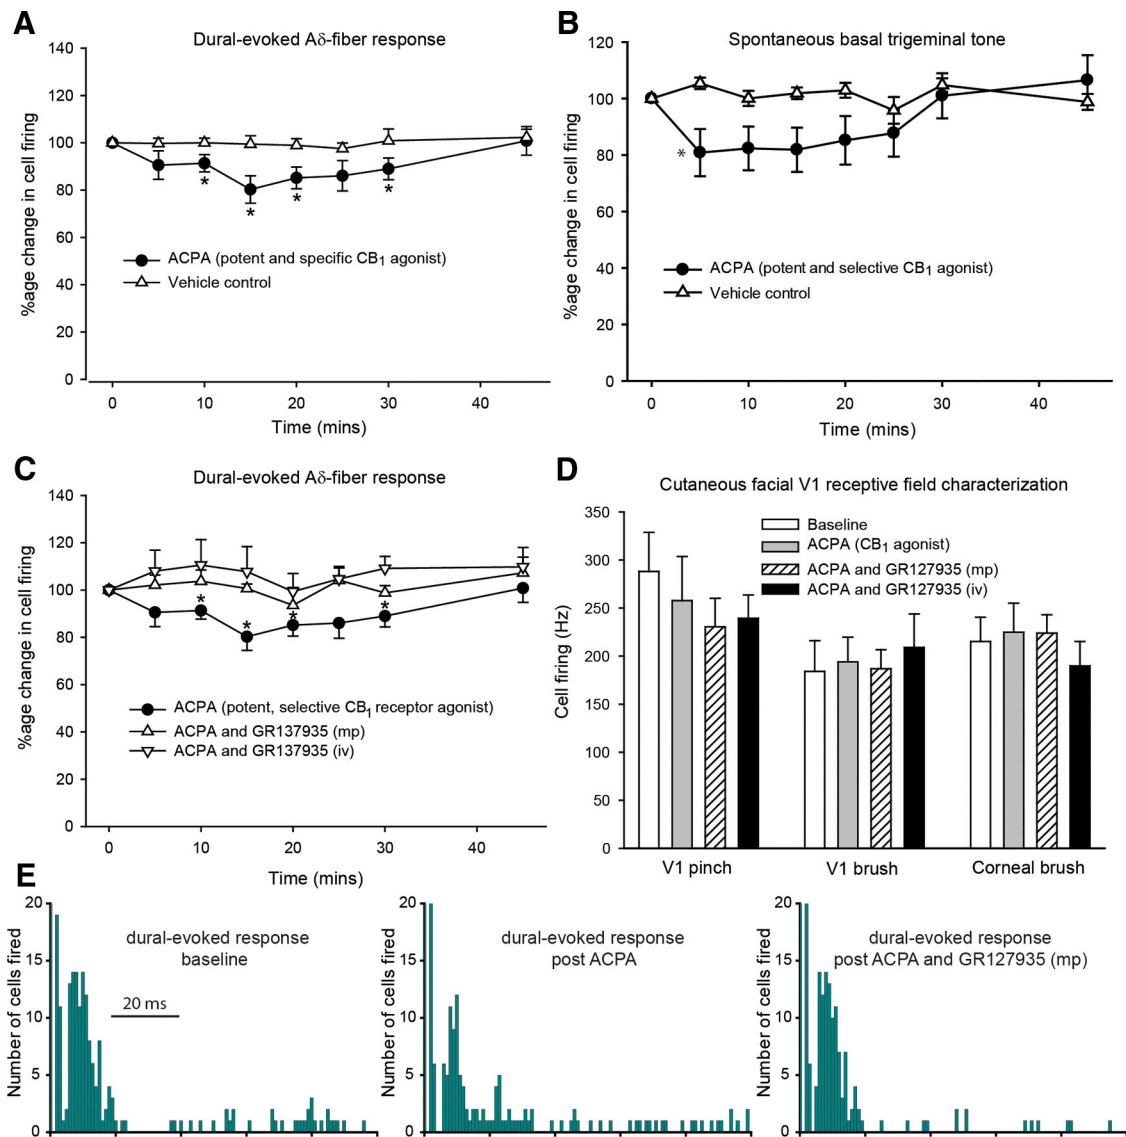 A
Dural-evoked Aδ-fiber response
%age change in cell firing
140
120
100
80
60
40
20
0
* * * *
ACPA (potent and specific CB1 agonist)
Vehicle control
0 10 20 30 40
Time (mins)
B
Spontaneous basal trigeminal tone
%age change in cell firing
120
100
80
60
40
20
0
*
ACPA (potent and selective CB1 agonist)
Vehicle control
0 10 20 30 40
Time (mins)
C
Dural-evoked Aδ-fiber response
%age change in cell firing
140
120
100
80
60
40
20
0
* * * *
ACPA (potent, selective CB1 receptor agonist)
ACPA and GR137935 (mp)
ACPA and GR137935 (iv)
0 10 20 30 40
Time (mins)
D
Cutaneous facial V1 receptive field characterization
Cell firing (Hz)
350
300
250
200
150
100
50
0
Baseline
ACPA (CB1 agonist)
ACPA and GR127935 (mp)
ACPA and GR127935 (iv)
V1 pinch V1 brush Corneal brush
E
Number of cells fired
20
15
10
5
0
dural-evoked response
baseline
20 ms
Number of cells fired
20
15
10
5
0
dural-evoked response
post ACPA
Number of cells fired
20
15
10
5
0
dural-evoked response
post ACPA and GR127935 (mp)